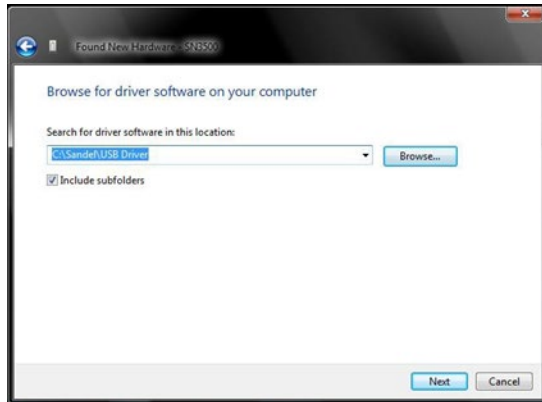 Found New Hardware - SN3500
Browse for driver software on your computer
Search for driver software in this location:
C:\Sandel\USB Driver
Browse...
Include subfolders
Next
Cancel